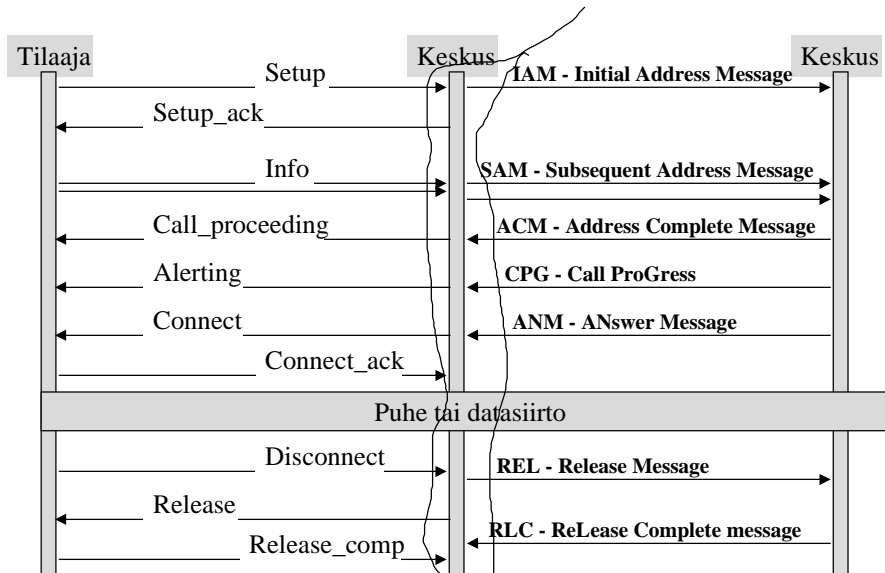 Tilaaja Keskus Keskus
Setup IAM - Initial Address Message
Setup_ack
Info SAM - Subsequent Address Message
Call_proceeding ACM - Address Complete Message
Alerting CPG - Call ProGress
Connect ANM - ANswer Message
Connect_ack
Puhe tai datasiirto
Disconnect REL - Release Message
Release
RLC - ReLease Complete message
Release_comp